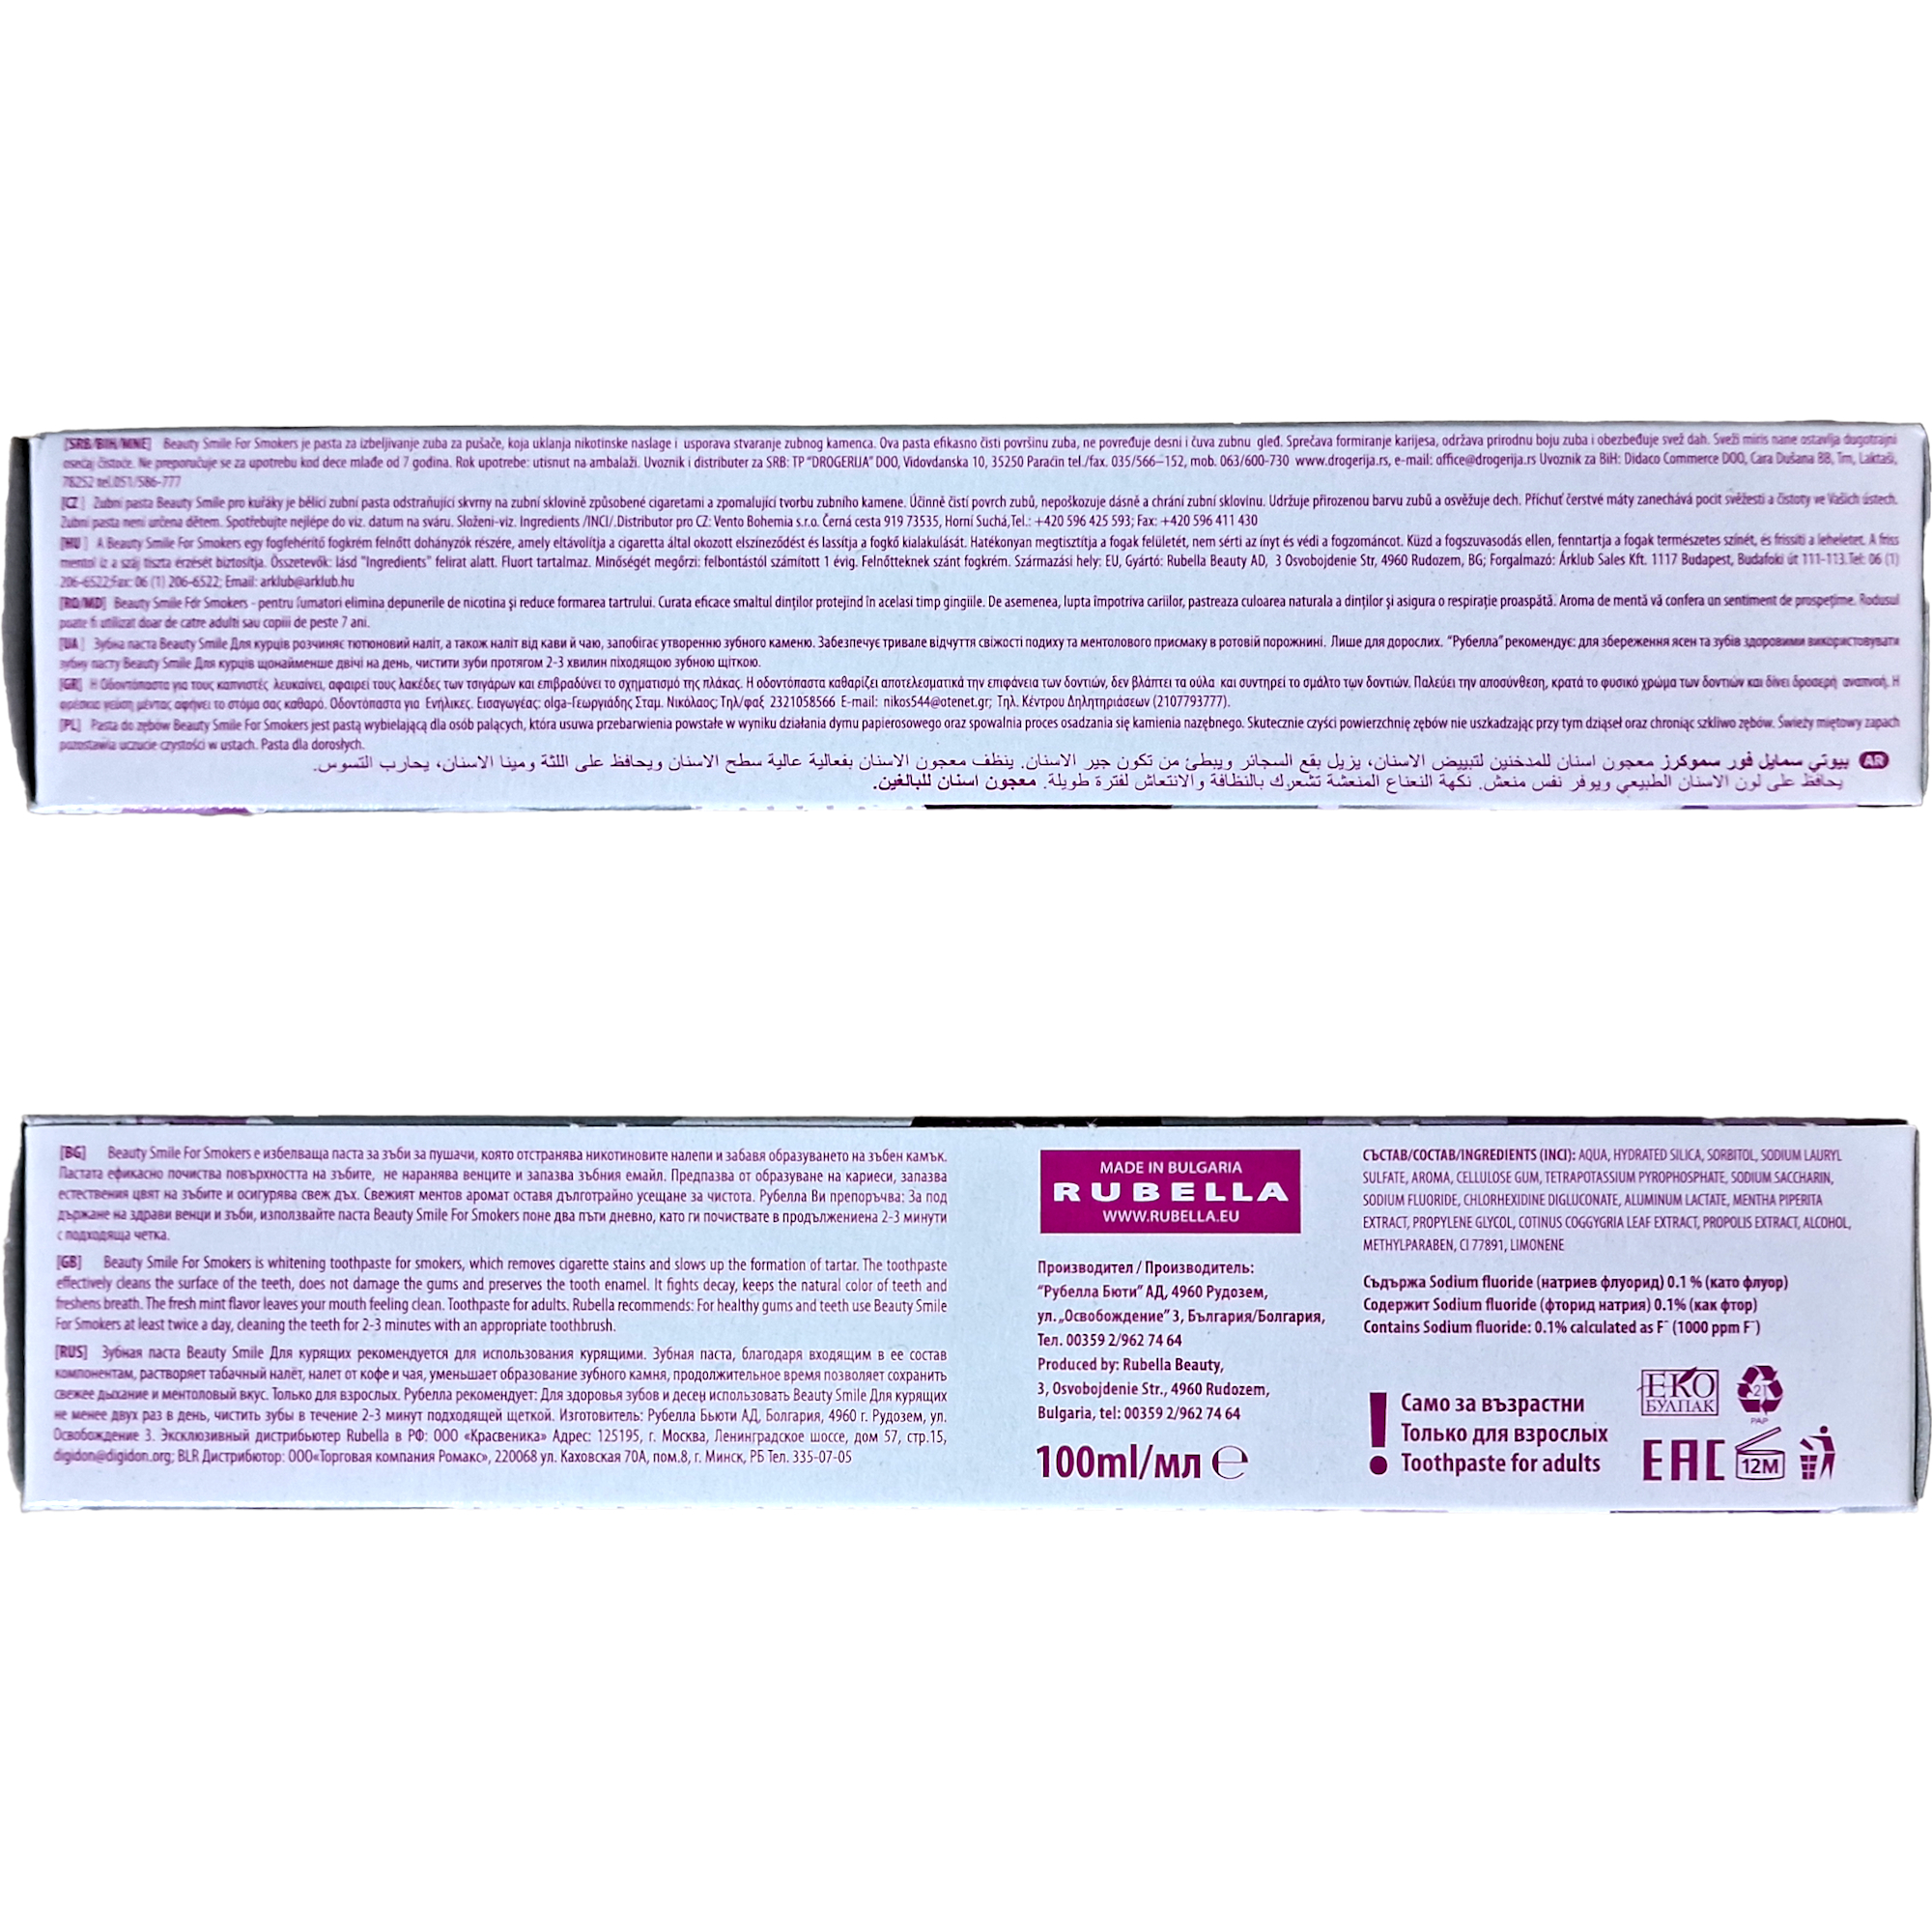 [SRB/BIH/MNE] Beauty Smile For Smokers je pasta za izbeljivanje zuba za pušače, koja uklanja nikotinske naslage i usporava stvaranje zubnog kamenca. Ova pasta efikasno čisti površinu zuba, ne povređuje desni i čuva zubnu gleđ. Sprečava formiranje karijesa, održava prirodnu boju zuba i obezbeđuje svež dah. Sveži miris nane ostavlja dugotrajni
osećaj čistoće. Ne preporučuje se za upotrebu kod dece mlađe od 7 godina. Rok upotrebe: utisnut na ambalaži. Uvoznik i distributer za SRB: TP "DROGERIJA" DOO, Vidovdanska 10, 35250 Paraćin tel./fax. 035/566–152, mob. 063/600-730 www.drogerija.rs, e-mail: office@drogerija.rs Uvoznik za BiH: Didaco Commerce DOO, Cara Dušana BB, Trn, Laktaši,
78252 tel.051/586-777
[CZ] Zubní pasta Beauty Smile pro kuřáky je bělící zubní pasta odstraňující skvrny na zubní sklovině způsobené cigaretami a zpomalující tvorbu zubního kamene. Účinně čistí povrch zubů, nepoškozuje dásně a chrání zubní sklovinu. Udržuje přirozenou barvu zubů a osvěžuje dech. Příchuť čerstvé máty zanechává pocit svěžesti a čistoty ve Vašich ústech.
Zubní pasta není určena dětem. Spotřebujte nejlépe do viz. datum na sváru. Složeni-viz. Ingredients /INCI/.Distributor pro CZ: Vento Bohemia s.r.o. Černá cesta 919 73535, Horní Suchá,Tel.: +420 596 425 593; Fax: +420 596 411 430
[HU] A Beauty Smile For Smokers egy fogfehérítő fogkrém felnőtt dohányzók részére, amely eltávolítja a cigaretta által okozott elszíneződést és lassítja a fogkő kialakulását. Hatékonyan megtisztítja a fogak felületét, nem sérti az ínyt és védi a fogzománcot. Küzd a fogszuvasodás ellen, fenntartja a fogak természetes színét, és frissíti a leheletet. A friss
mentol íz a száj tiszta érzését biztosítja. Összetevők: lásd "Ingredients" felirat alatt. Fluort tartalmaz. Minőségét megőrzi: felbontástól számított 1 évig. Felnőtteknek szánt fogkrém. Származási hely: EU, Gyártó: Rubella Beauty AD, 3 Osvobojdenie Str, 4960 Rudozem, BG; Forgalmazó: Árklub Sales Kft. 1117 Budapest, Budafoki út 111-113.Tel: 06 (1)
206-6522;Fax: 06 (1) 206-6522; Email: arklub@arklub.hu
[RO/MD] Beauty Smile For Smokers - pentru fumatori elimina depunerile de nicotina şi reduce formarea tartrului. Curata eficace smaltul dinţilor protejind în acelasi timp gingiile. De asemenea, lupta împotriva cariilor, pastreaza culoarea naturala a dinţilor şi asigura o respiraţie proaspătă. Aroma de mentă vă confera un sentiment de prospeţime. Rodusul
poate fi utilizat doar de catre adulti sau copiii de peste 7 ani.
[UA] Зубна паста Beauty Smile Для курців розчиняє тютюновий наліт, а також наліт від кави й чаю, запобігає утворенню зубного каменю. Забезпечує тривале відчуття свіжості подиху та ментолового присмаку в ротовій порожнині. Лише для дорослих. "Рубелла" рекомендує: для збереження ясен та зубів здоровими використовувати
зубну пасту Beauty Smile Для курців щонайменше двічі на день, чистити зуби протягом 2-3 хвилин підходящою зубною щіткою.
[GR] Η Οδοντόπαστα για τους καπνιστές λευκαίνει, αφαιρεί τους λακέδες των τσιγάρων και επιβραδύνει το σχηματισμό της πλάκας. Η οδοντόπαστα καθαρίζει αποτελεσματικά την επιφάνεια των δοντιών, δεν βλάπτει τα ούλα και συντηρεί το σμάλτο των δοντιών. Παλεύει την αποσύνθεση, κρατά το φυσικό χρώμα των δοντιών και δίνει δροσερή αναπνοή. Η
φρέσκια γεύση μέντας αφήνει το στόμα σας καθαρό. Οδοντόπαστα για Ενήλικες. Εισαγωγέας: olga-Γεωργιάδης Σταμ. Νικόλαος; Τηλ/φαξ 2321058566 E-mail: nikos544@otenet.gr; Τηλ. Κέντρου Δηλητηριάσεων (2107793777).
[PL] Pasta do zębów Beauty Smile For Smokers jest pastą wybielającą dla osób palących, która usuwa przebarwienia powstałe w wyniku działania dymu papierosowego oraz spowalnia proces osadzania się kamienia nazębnego. Skutecznie czyści powierzchnię zębów nie uszkadzając przy tym dziąseł oraz chroniąc szkliwo zębów. Świeży miętowy zapach
pozostawia uczucie czystości w ustach. Pasta dla dorosłych.
AR بيوتي سمايل فور سموكرز معجون اسنان للمدخنين لتبييض الاسنان، يزيل بقع السجائر ويبطئ من تكون جير الاسنان. ينظف معجون الاسنان بفعالية عالية سطح الاسنان ويحافظ على اللثة ومينا الاسنان، يحارب التسوس.
يحافظ على لون الاسنان الطبيعي ويوفر نفس منعش. نكهة النعناع المنعشة تشعرك بالنظافة والانتعاش لفترة طويلة. معجون اسنان للبالغين.
[BG] Beauty Smile For Smokers е избелваща паста за зъби за пушачи, която отстранява никотиновите налепи и забавя образуването на зъбен камък.
Пастата ефикасно почиства повърхността на зъбите, не наранява венците и запазва зъбния емайл. Предпазва от образуване на кариеси, запазва
естествения цвят на зъбите и осигурява свеж дъх. Свежият ментов аромат оставя дълготрайно усещане за чистота. Рубелла Ви препоръчва: За под
държане на здрави венци и зъби, използвайте паста Beauty Smile For Smokers поне два пъти дневно, като ги почиствате в продължениена 2-3 минути
с подходяща четка.
[GB] Beauty Smile For Smokers is whitening toothpaste for smokers, which removes cigarette stains and slows up the formation of tartar. The toothpaste
effectively cleans the surface of the teeth, does not damage the gums and preserves the tooth enamel. It fights decay, keeps the natural color of teeth and
freshens breath. The fresh mint flavor leaves your mouth feeling clean. Toothpaste for adults. Rubella recommends: For healthy gums and teeth use Beauty Smile
For Smokers at least twice a day, cleaning the teeth for 2-3 minutes with an appropriate toothbrush.
[RUS] Зубная паста Beauty Smile Для курящих рекомендуется для использования курящими. Зубная паста, благодаря входящим в ее состав
компонентам, растворяет табачный налёт, налет от кофе и чая, уменьшает образование зубного камня, продолжительное время позволяет сохранить
свежее дыхание и ментоловый вкус. Только для взрослых. Рубелла рекомендует: Для здоровья зубов и десен использовать Beauty Smile Для курящих
не менее двух раз в день, чистить зубы в течение 2-3 минут подходящей щеткой. Изготовитель: Рубелла Бьюти АД, Болгария, 4960 г. Рудозем, ул.
Освобождение 3. Эксклюзивный дистрибьютер Rubella в РФ: ООО «Красвеника» Адрес: 125195, г. Москва, Ленинградское шоссе, дом 57, стр.15,
digidon@digidon.org; BLR Дистрибютор: ООО«Торговая компания Ромакс», 220068 ул. Каховская 70А, пом.8, г. Минск, РБ Тел. 335-07-05
MADE IN BULGARIA
RUBELLA
WWW.RUBELLA.EU
Производител / Производитель:
"Рубелла Бюти" АД, 4960 Рудозем,
ул.„Освобождение" 3, България/Болгария,
Тел. 00359 2/962 74 64
Produced by: Rubella Beauty,
3, Osvobojdenie Str., 4960 Rudozem,
Bulgaria, tel: 00359 2/962 74 64
100ml/мл ℮
СЪСТАВ/СОСТАВ/INGREDIENTS (INCI): AQUA, HYDRATED SILICA, SORBITOL, SODIUM LAURYL
SULFATE, AROMA, CELLULOSE GUM, TETRAPOTASSIUM PYROPHOSPHATE, SODIUM SACCHARIN,
SODIUM FLUORIDE, CHLORHEXIDINE DIGLUCONATE, ALUMINUM LACTATE, MENTHA PIPERITA
EXTRACT, PROPYLENE GLYCOL, COTINUS COGGYGRIA LEAF EXTRACT, PROPOLIS EXTRACT, ALCOHOL,
METHYLPARABEN, CI 77891, LIMONENE
Съдържа Sodium fluoride (натриев флуорид) 0.1 % (като флуор)
Содержит Sodium fluoride (фторид натрия) 0.1% (как фтор)
Contains Sodium fluoride: 0.1% calculated as F⁻ (1000 ppm F⁻)
! Само за възрастни
Только для взрослых
Toothpaste for adults
ЕКО
БУЛПАК
21
PAP
EAC
12M